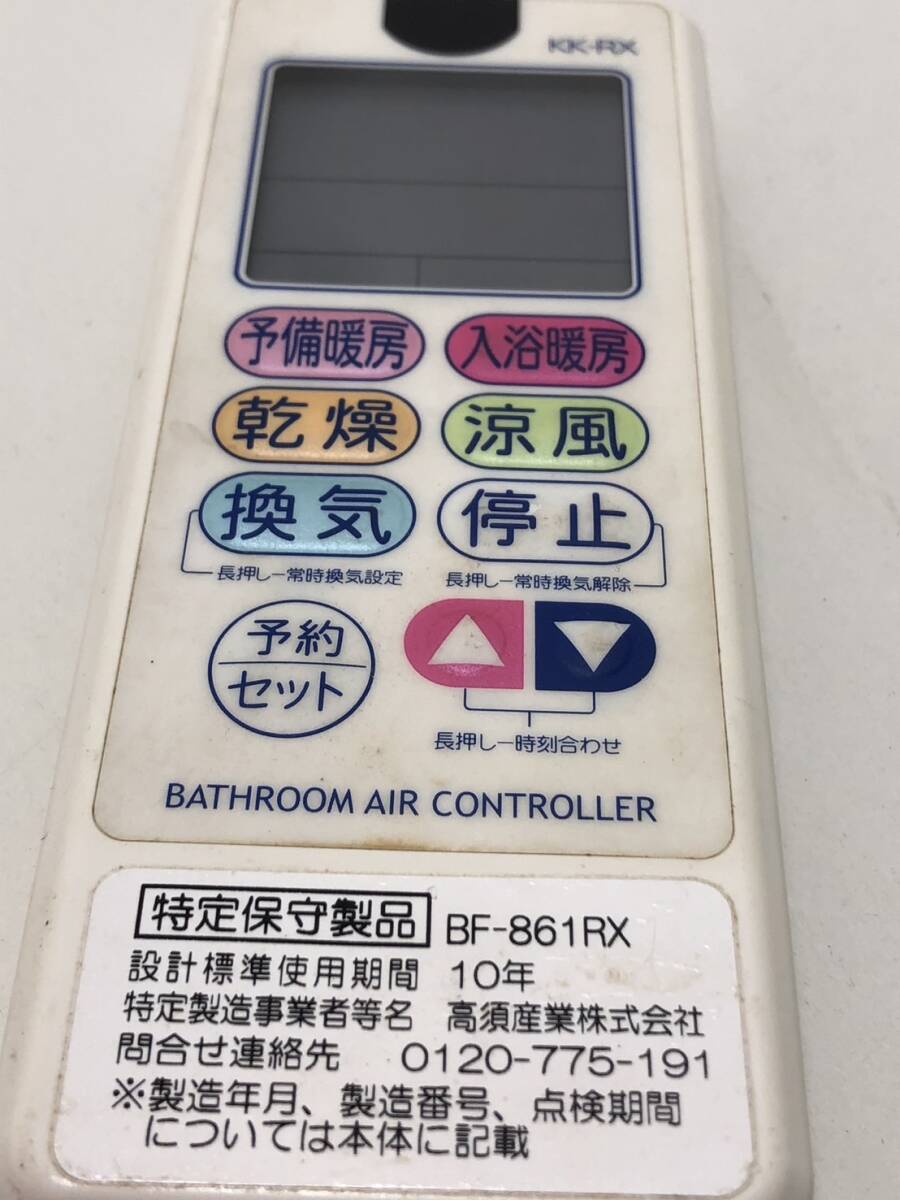 KK-RX
予備暖房 入浴暖房
乾燥 涼風
換気 停止
長押し―常時換気設定 長押し―常時換気解除
予約
セット
長押し―時刻合わせ
BATHROOM AIR CONTROLLER
特定保守製品 BF-861RX
設計標準使用期間 10年
特定製造事業者等名 高須産業株式会社
問合せ連絡先 0120-775-191
※製造年月、製造番号、点検期間
については本体に記載